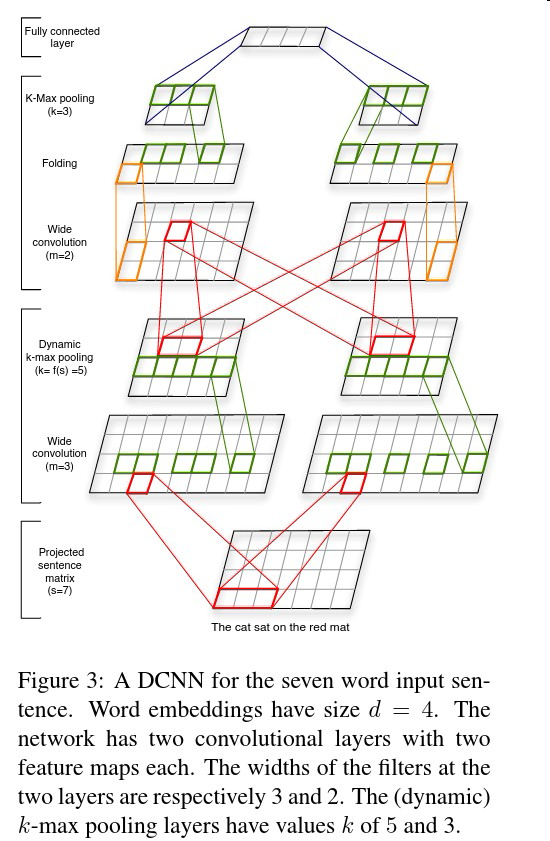 Fully connected
layer
K-Max pooling
(k=3)
Folding
Wide
convolution
(m=2)
Dynamic
k-max pooling
(k= f(s) =5)
Wide
convolution
(m=3)
Projected
sentence
matrix
(s=7)
The cat sat on the red mat
Figure 3: A DCNN for the seven word input sen-
tence. Word embeddings have size d = 4. The
network has two convolutional layers with two
feature maps each. The widths of the filters at the
two layers are respectively 3 and 2. The (dynamic)
k-max pooling layers have values k of 5 and 3.